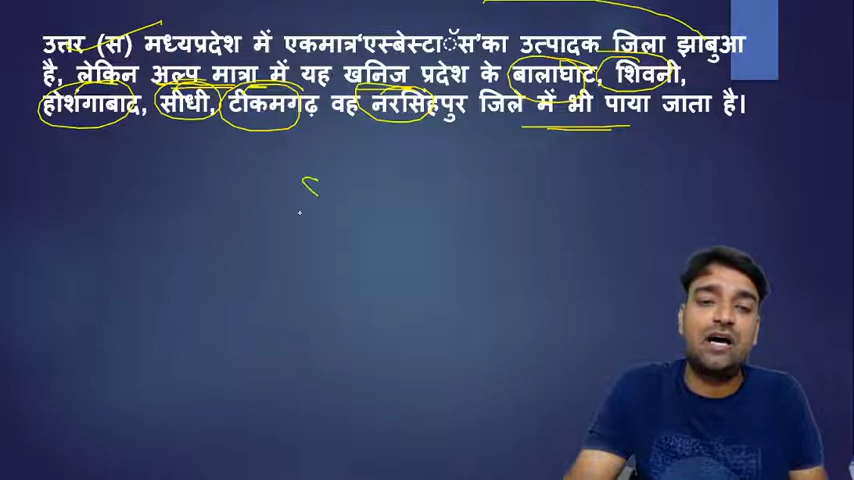 उत्तर (स) मध्यप्रदेश में एकमात्र‘एस्बेस्टाॅस’का उत्पादक जिला झाबुआ
है, लेकिन अल्प मात्रा में यह खनिज प्रदेश के बालाघाट, शिवनी,
होशंगाबाद, सीधी, टीकमगढ़ वह नरसिंहपुर जिले में भी पाया जाता है।